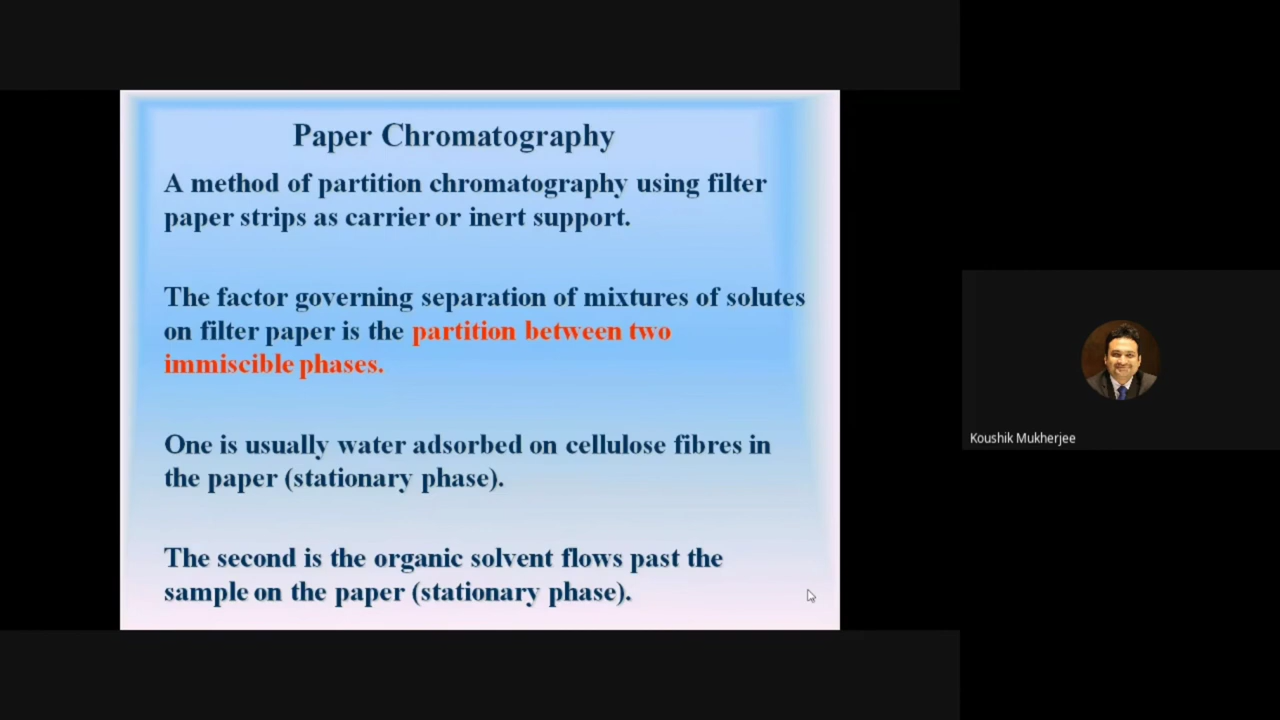 Paper Chromatography
A method of partition chromatography using filter
paper strips as carrier or inert support.
The factor governing separation of mixtures of solutes
on filter paper is the partition between two
immiscible phases.
One is usually water adsorbed on cellulose fibres in
the paper (stationary phase).
The second is the organic solvent flows past the
sample on the paper (stationary phase).
Koushik Mukherjee